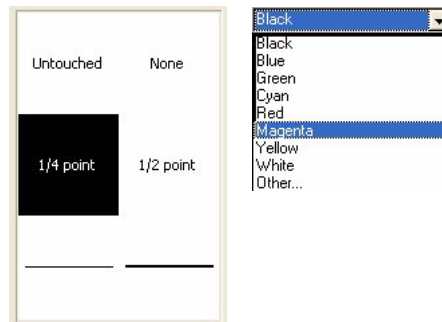 Untouched None
1/4 point 1/2 point
Black
Black
Blue
Green
Cyan
Red
Magenta
Yellow
White
Other...